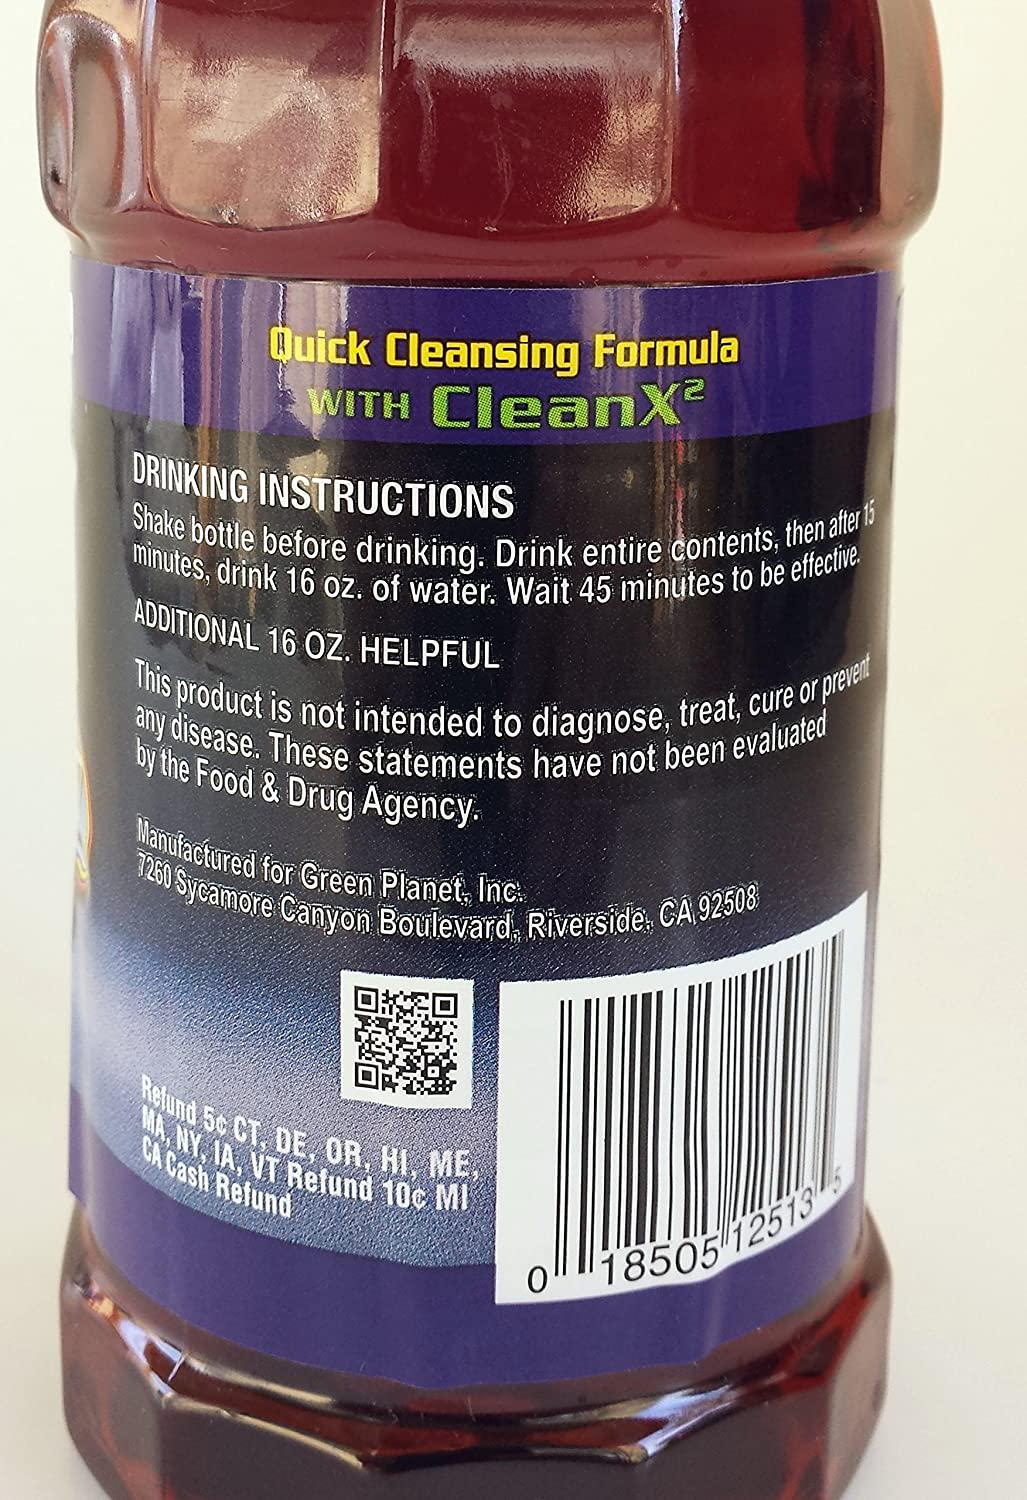 Quick Cleansing Formula
WITH CleanX²
DRINKING INSTRUCTIONS
Shake bottle before drinking. Drink entire contents, then after 15
minutes, drink 16 oz. of water. Wait 45 minutes to be effective.
ADDITIONAL 16 OZ. HELPFUL
This product is not intended to diagnose, treat, cure or prevent
any disease. These statements have not been evaluated
by the Food & Drug Agency.
Manufactured for Green Planet, Inc.
7260 Sycamore Canyon Boulevard, Riverside, CA 92508
Refund 5¢ CT, DE, OR, HI, ME,
MA, NY, IA, VT Refund 10¢ MI
CA Cash Refund
0 18505 12513 5